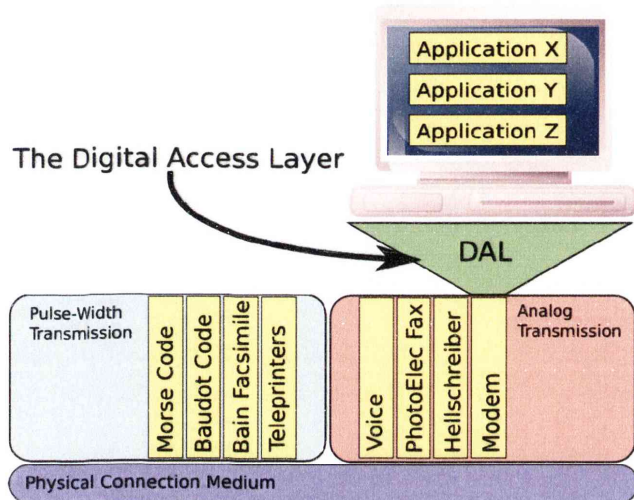 Application X
Application Y
Application Z
The Digital Access Layer
DAL
Pulse-Width
Transmission
Morse Code
Baudot Code
Bain Facsimile
Teleprinters
Voice
PhotoElec Fax
Hellschreiber
Modem
Analog
Transmission
Physical Connection Medium